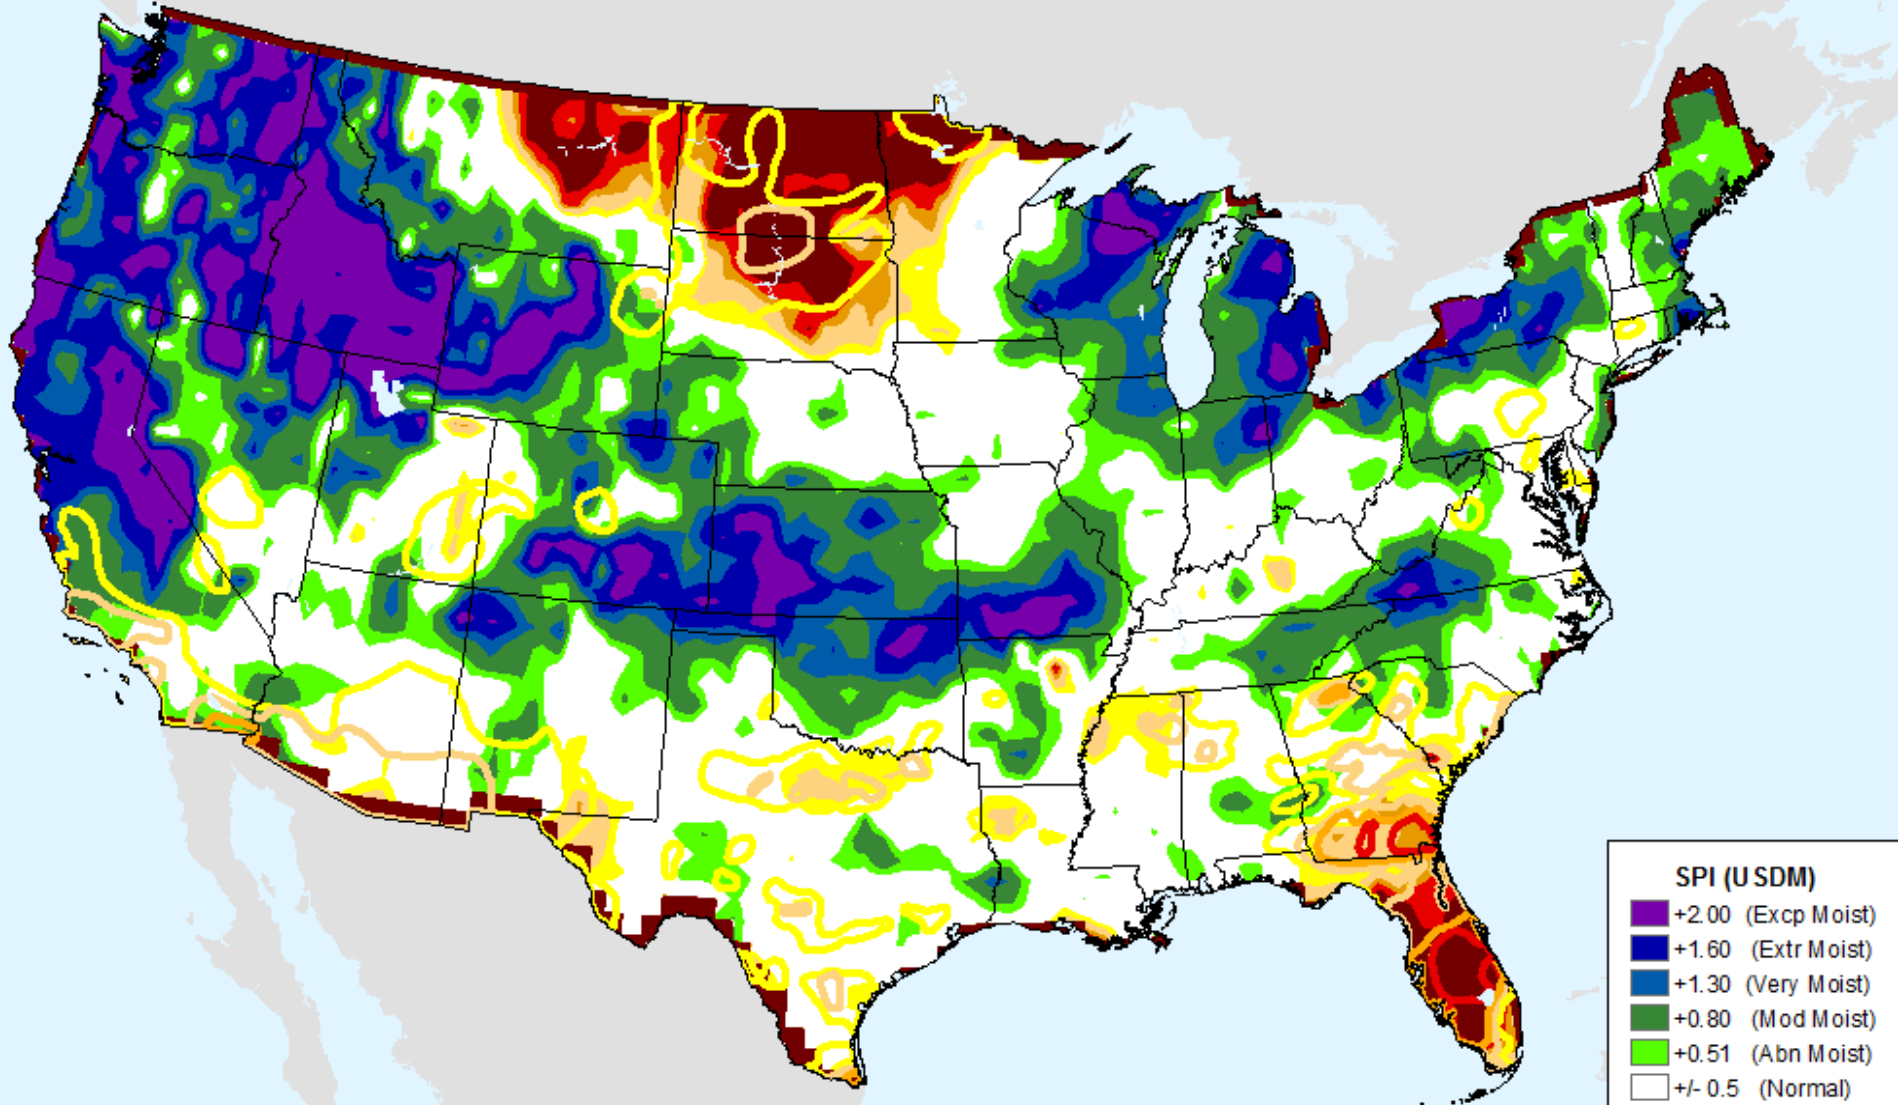 SPI (USDM)
+2.00 (Excp Moist)
+1.60 (Extr Moist)
+1.30 (Very Moist)
+0.80 (Mod Moist)
+0.51 (Abn Moist)
+/- 0.5 (Normal)